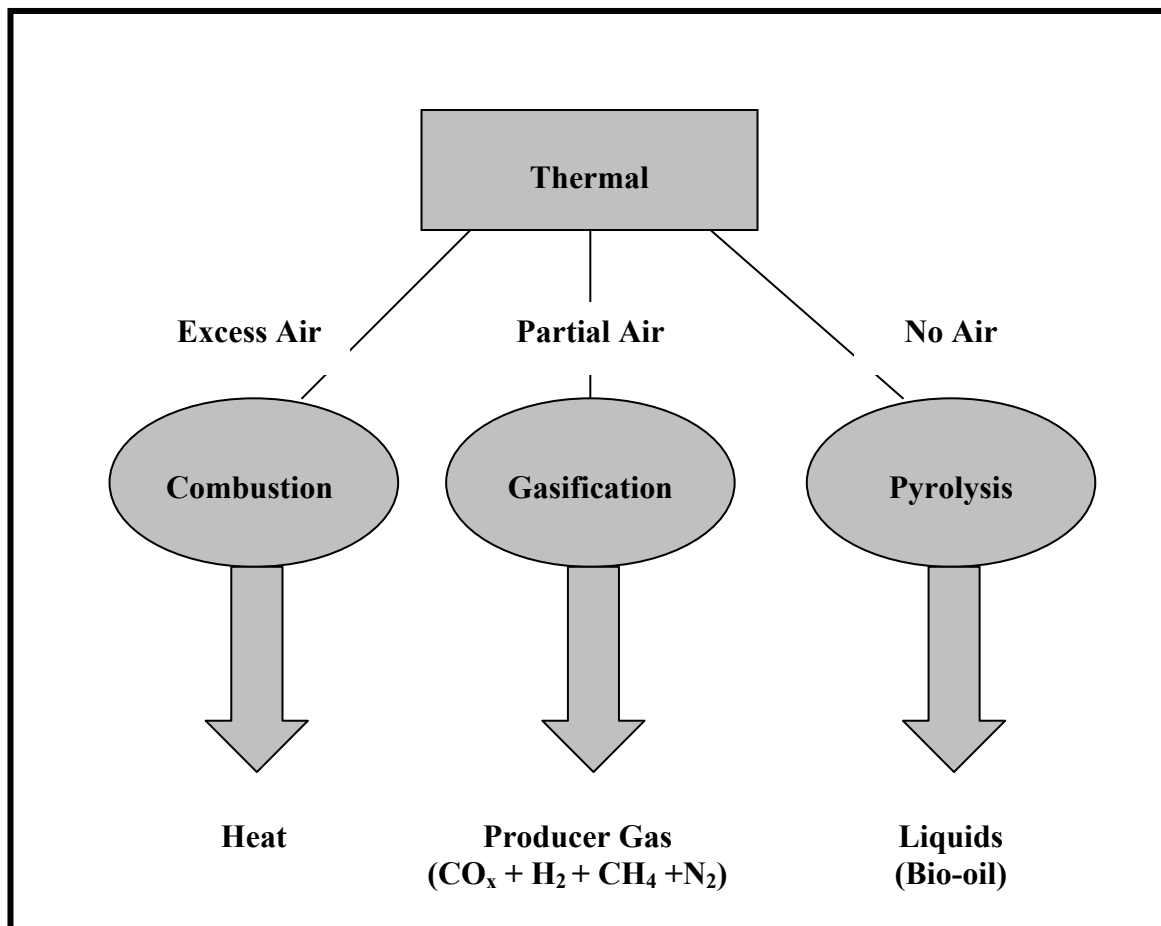 Thermal
Excess Air
Partial Air
No Air
Combustion
Gasification
Pyrolysis
Heat
Producer Gas
(COₓ + H₂ + CH₄ +N₂)
Liquids
(Bio-oil)